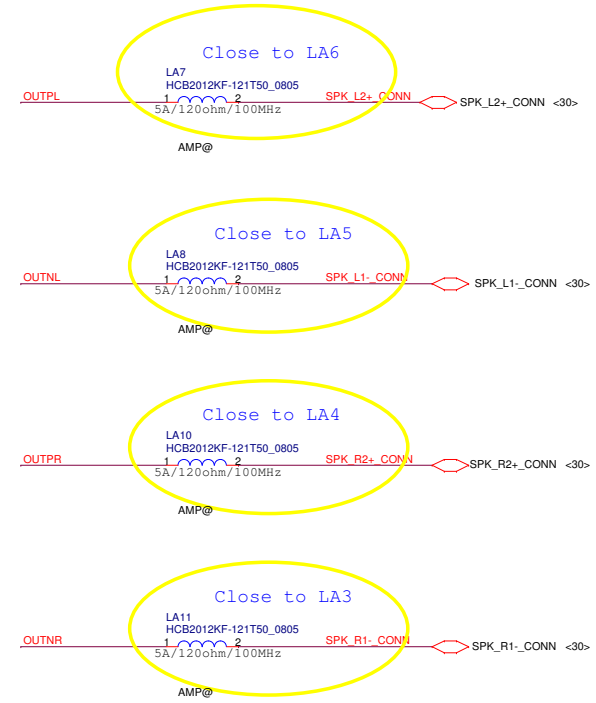 Close to LA6
LA7
HCB2012KF-121T50_0805
OUTPL 1 2 SPK_L2+_CONN SPK_L2+_CONN <30>
5A/120ohm/100MHz
AMP@
Close to LA5
LA8
HCB2012KF-121T50_0805
OUTNL 1 2 SPK_L1-_CONN SPK_L1-_CONN <30>
5A/120ohm/100MHz
AMP@
Close to LA4
LA10
HCB2012KF-121T50_0805
OUTPR 1 2 SPK_R2+_CONN SPK_R2+_CONN <30>
5A/120ohm/100MHz
AMP@
Close to LA3
LA11
HCB2012KF-121T50_0805
OUTNR 1 2 SPK_R1-_CONN SPK_R1-_CONN <30>
5A/120ohm/100MHz
AMP@